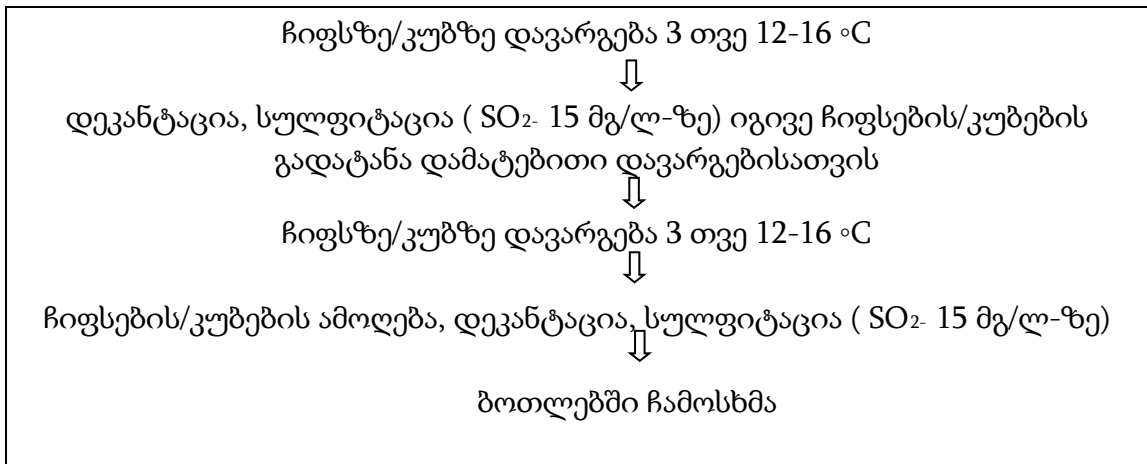 ჩიფსზე/კუბზე დავარგება 3 თვე 12-16 ◦C
⇩
დეკანტაცია, სულფიტაცია ( SO₂- 15 მგ/ლ-ზე) იგივე ჩიფსების/კუბების
გადატანა დამატებითი დავარგებისათვის
⇩
ჩიფსზე/კუბზე დავარგება 3 თვე 12-16 ◦C
⇩
ჩიფსების/კუბების ამოღება, დეკანტაცია, სულფიტაცია ( SO₂- 15 მგ/ლ-ზე)
⇩
ბოთლებში ჩამოსხმა